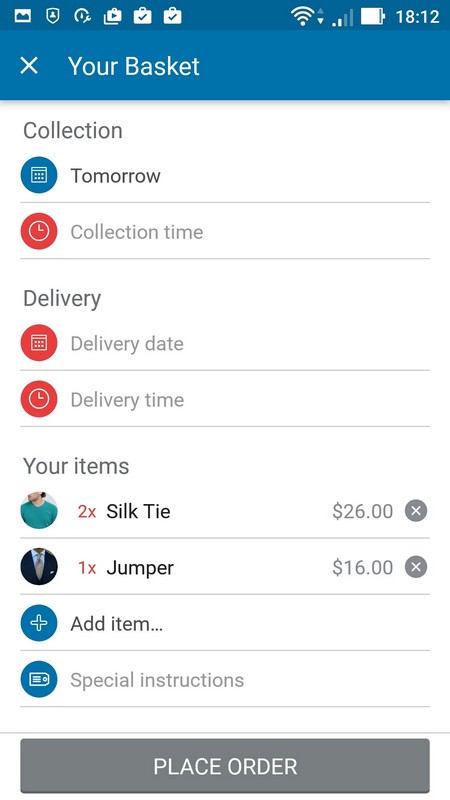 18:12
Your Basket
Collection
Tomorrow
Collection time
Delivery
Delivery date
Delivery time
Your items
2x Silk Tie $26.00
1x Jumper $16.00
Add item...
Special instructions
PLACE ORDER